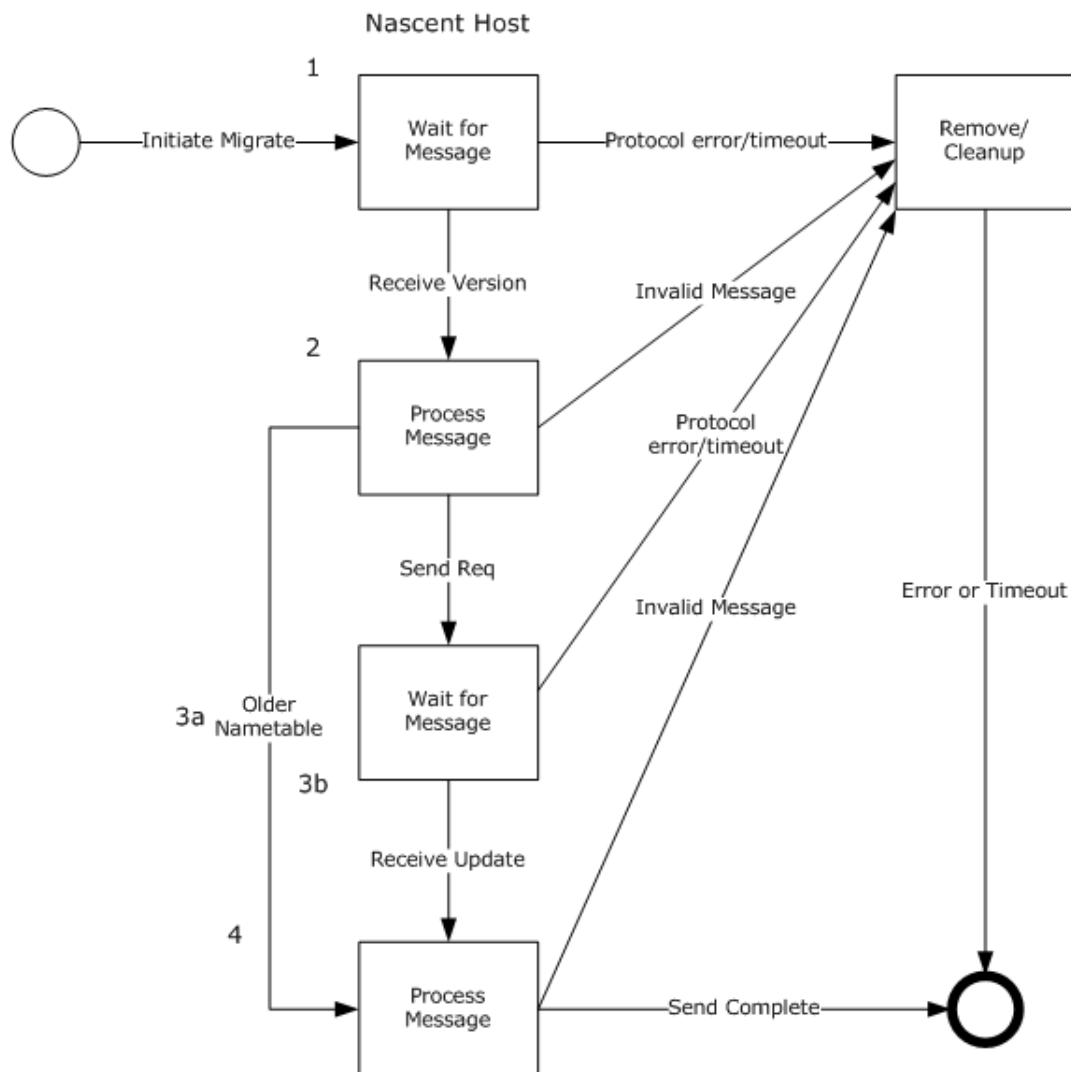 Nascent Host
1
Initiate Migrate
Wait for
Message
Protocol error/timeout
Remove/
Cleanup
Receive Version
Invalid Message
2
Process
Message
Protocol
error/timeout
Send Req
Invalid Message
Error or Timeout
3a
Older
Nametable
Wait for
Message
3b
Receive Update
4
Process
Message
Send Complete